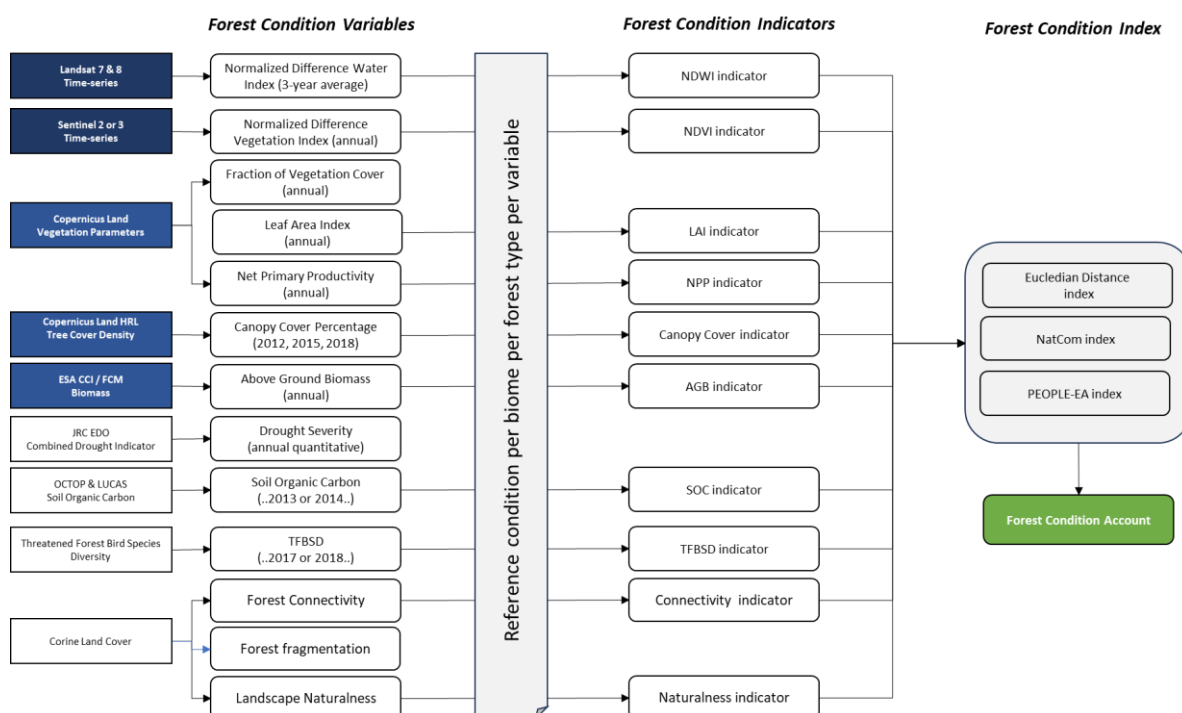 Forest Condition Variables
Forest Condition Indicators
Forest Condition Index
Landsat 7 & 8
Time-series
Normalized Difference Water
Index (3-year average)
NDWI indicator
Sentinel 2 or 3
Time-series
Normalized Difference
Vegetation Index (annual)
NDVI indicator
Fraction of Vegetation Cover
(annual)
Copernicus Land
Vegetation Parameters
Leaf Area Index
(annual)
LAI indicator
Net Primary Productivity
(annual)
NPP indicator
Copernicus Land HRL
Tree Cover Density
Canopy Cover Percentage
(2012, 2015, 2018)
Canopy Cover indicator
ESA CCI / FCM
Biomass
Above Ground Biomass
(annual)
AGB indicator
JRC EDO
Combined Drought Indicator
Drought Severity
(annual quantitative)
OCTOP & LUCAS
Soil Organic Carbon
Soil Organic Carbon
(..2013 or 2014..)
SOC indicator
Threatened Forest Bird Species
Diversity
TFBSD
(..2017 or 2018..)
TFBSD indicator
Forest Connectivity
Connectivity indicator
Corine Land Cover
Forest fragmentation
Landscape Naturalness
Naturalness indicator
Reference condition per biome per forest type per variable
Eucledian Distance
index
NatCom index
PEOPLE-EA index
Forest Condition Account